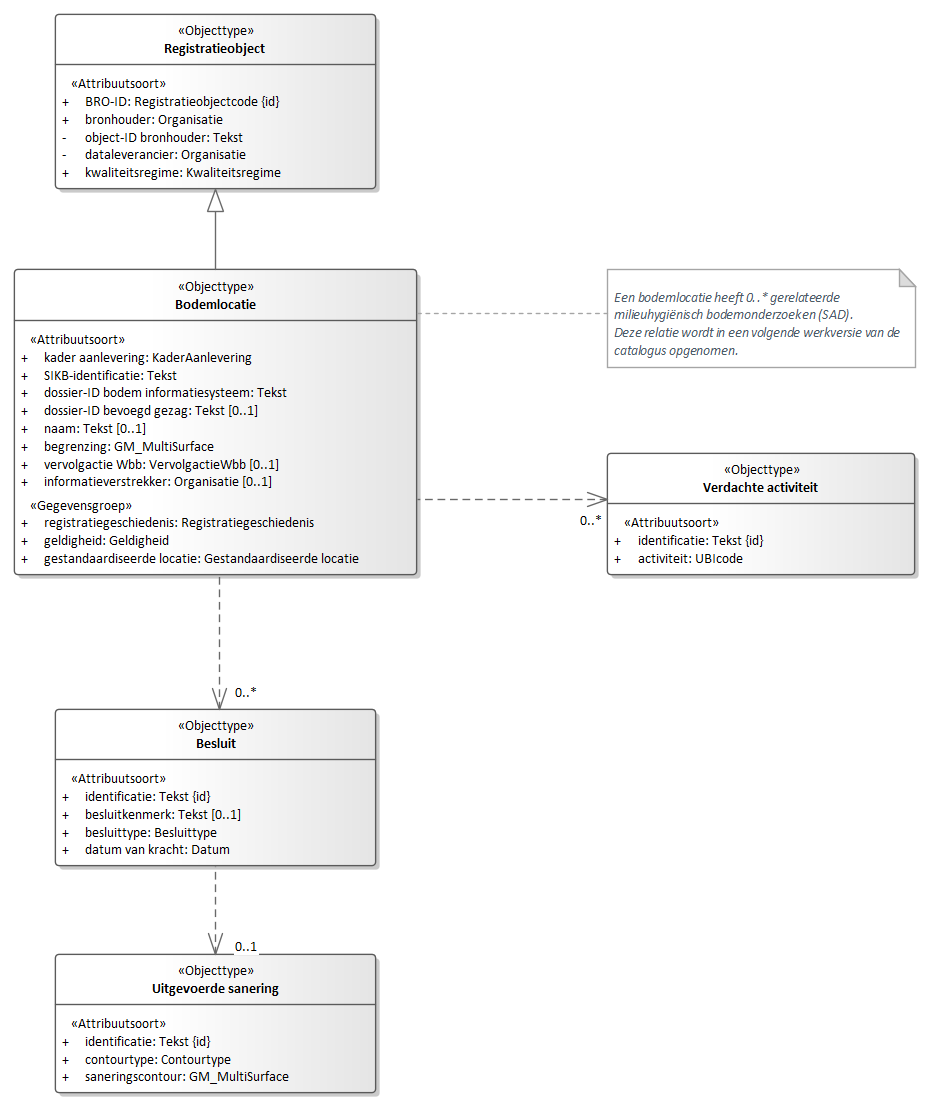 «Objecttype»
Registratieobject
«Attribuutsoort»
+ BRO-ID: Registratieobjectcode {id}
+ bronhouder: Organisatie
- object-ID bronhouder: Tekst
- dataleverancier: Organisatie
+ kwaliteitsregime: Kwaliteitsregime
«Objecttype»
Bodemlocatie
«Attribuutsoort»
+ kader aanlevering: KaderAanlevering
+ SIKB-identificatie: Tekst
+ dossier-ID bodem informatiesysteem: Tekst
+ dossier-ID bevoegd gezag: Tekst [0..1]
+ naam: Tekst [0..1]
+ begrenzing: GM_MultiSurface
+ vervolgactie Wbb: VervolgactieWbb [0..1]
+ informatieverstrekker: Organisatie [0..1]
«Gegevensgroep»
+ registratiegeschiedenis: Registratiegeschiedenis
+ geldigheid: Geldigheid
+ gestandaardiseerde locatie: Gestandaardiseerde locatie
Een bodemlocatie heeft 0..* gerelateerde
milieuhygiënisch bodemonderzoeken (SAD).
Deze relatie wordt in een volgende werkversie van de
catalogus opgenomen.
0..*
«Objecttype»
Verdachte activiteit
«Attribuutsoort»
+ identificatie: Tekst {id}
+ activiteit: UBIcode
0..*
«Objecttype»
Besluit
«Attribuutsoort»
+ identificatie: Tekst {id}
+ besluitkenmerk: Tekst [0..1]
+ besluittype: Besluittype
+ datum van kracht: Datum
0..1
«Objecttype»
Uitgevoerde sanering
«Attribuutsoort»
+ identificatie: Tekst {id}
+ contourtype: Contourtype
+ saneringscontour: GM_MultiSurface